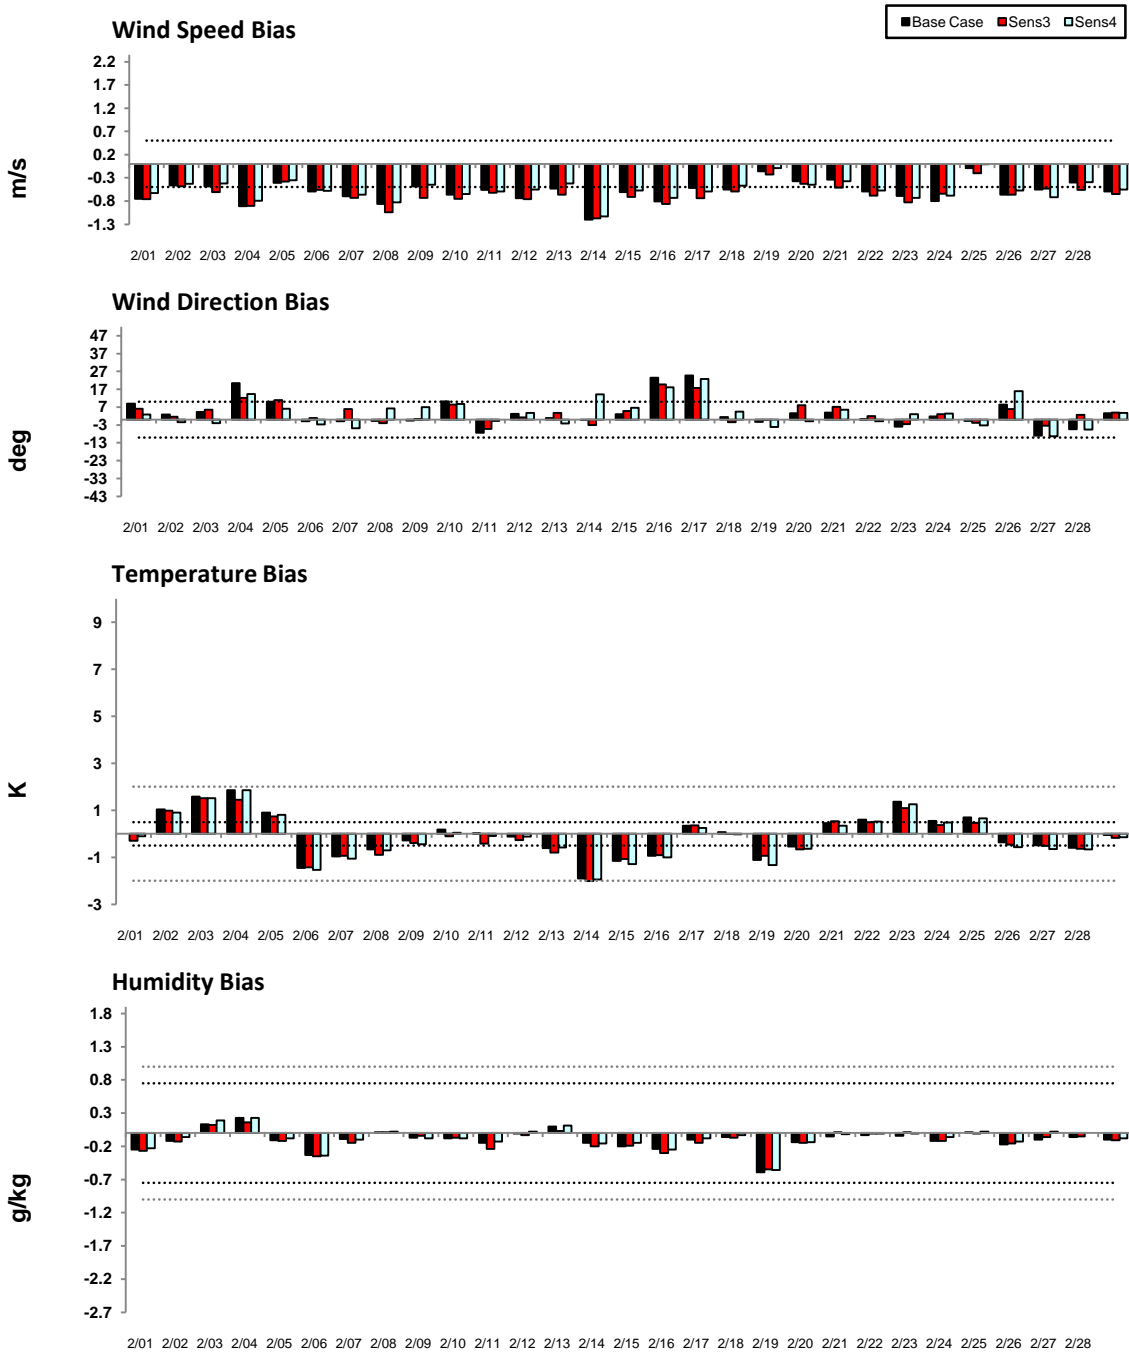 Wind Speed Bias
Base Case Sens3 Sens4
m/s
2.2
1.7
1.2
0.7
0.2
-0.3
-0.8
-1.3
2/01 2/02 2/03 2/04 2/05 2/06 2/07 2/08 2/09 2/10 2/11 2/12 2/13 2/14 2/15 2/16 2/17 2/18 2/19 2/20 2/21 2/22 2/23 2/24 2/25 2/26 2/27 2/28
Wind Direction Bias
deg
47
37
27
17
7
-3
-13
-23
-33
-43
2/01 2/02 2/03 2/04 2/05 2/06 2/07 2/08 2/09 2/10 2/11 2/12 2/13 2/14 2/15 2/16 2/17 2/18 2/19 2/20 2/21 2/22 2/23 2/24 2/25 2/26 2/27 2/28
Temperature Bias
K
9
7
5
3
1
-1
-3
2/01 2/02 2/03 2/04 2/05 2/06 2/07 2/08 2/09 2/10 2/11 2/12 2/13 2/14 2/15 2/16 2/17 2/18 2/19 2/20 2/21 2/22 2/23 2/24 2/25 2/26 2/27 2/28
Humidity Bias
g/kg
1.8
1.3
0.8
0.3
-0.2
-0.7
-1.2
-1.7
-2.2
-2.7
2/01 2/02 2/03 2/04 2/05 2/06 2/07 2/08 2/09 2/10 2/11 2/12 2/13 2/14 2/15 2/16 2/17 2/18 2/19 2/20 2/21 2/22 2/23 2/24 2/25 2/26 2/27 2/28